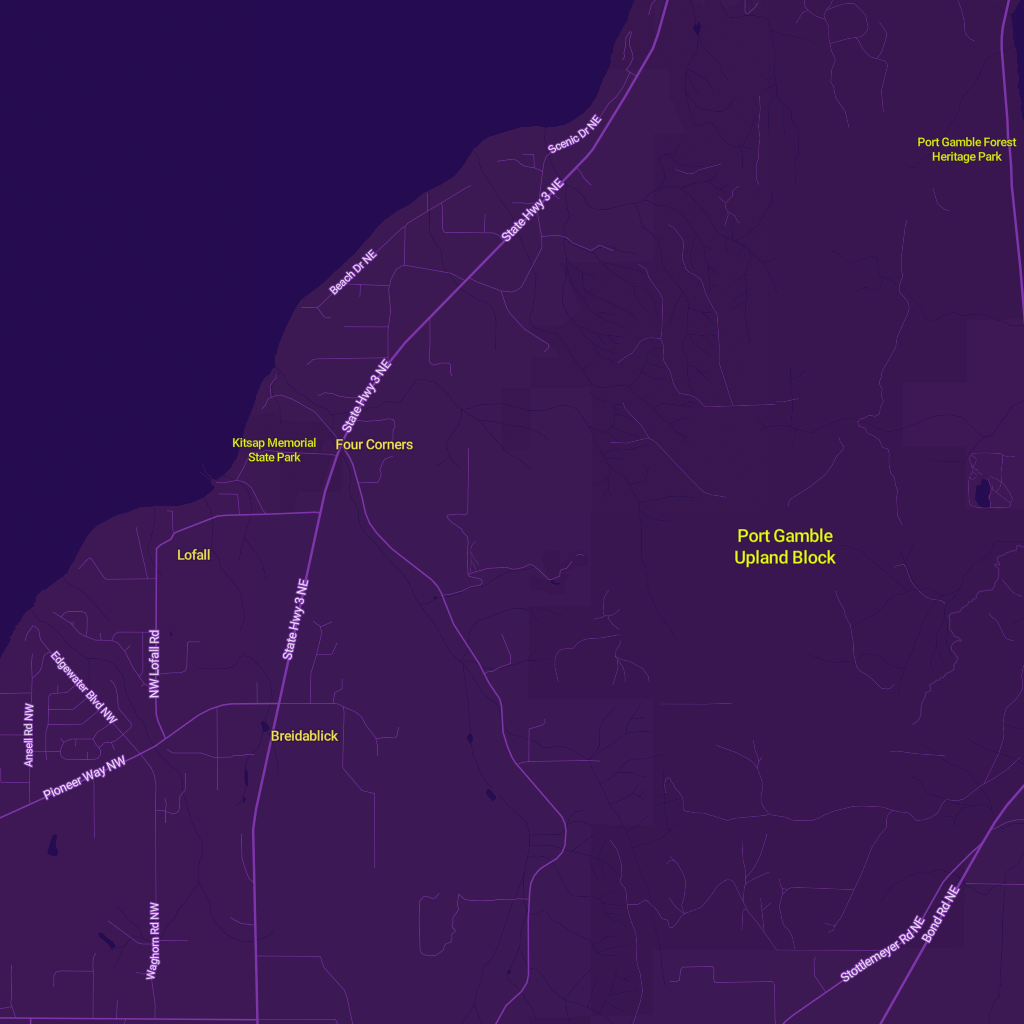 Scenic Dr NE
Port Gamble Forest
Heritage Park
State Hwy 3 NE
Beach Dr NE
State Hwy 3 NE
Kitsap Memorial
State Park
Four Corners
Port Gamble
Upland Block
Lofall
State Hwy 3 NE
NW Lofall Rd
Edgewater Blvd NW
Ansell Rd NW
Breidablick
Pioneer Way NW
Waghorn Rd NW
Stottlemeyer Rd NE
Bond Rd NE